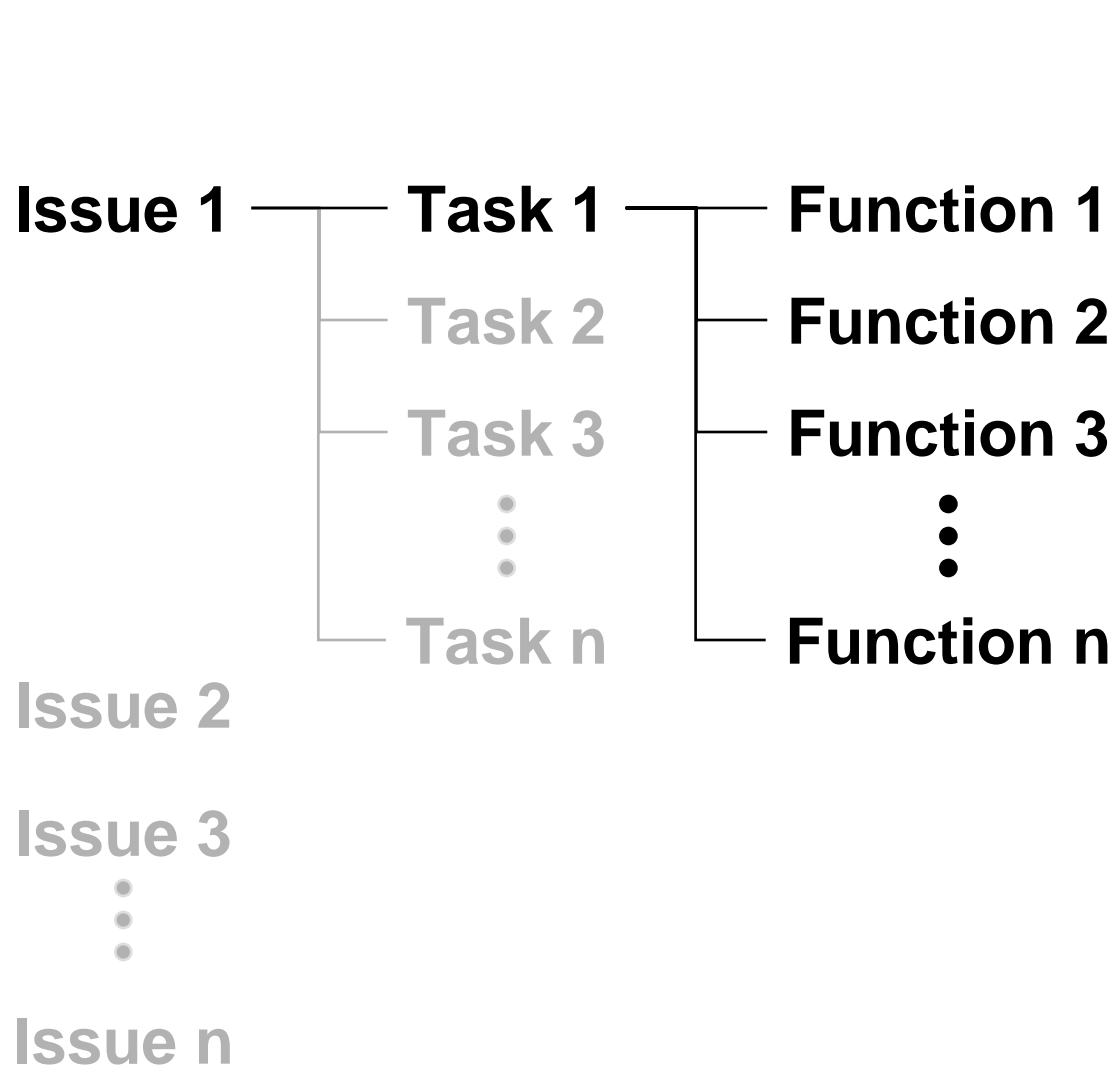 Issue 1 Task 1 Function 1
Task 2 Function 2
Task 3 Function 3
Task n Function n
Issue 2
Issue 3
Issue n